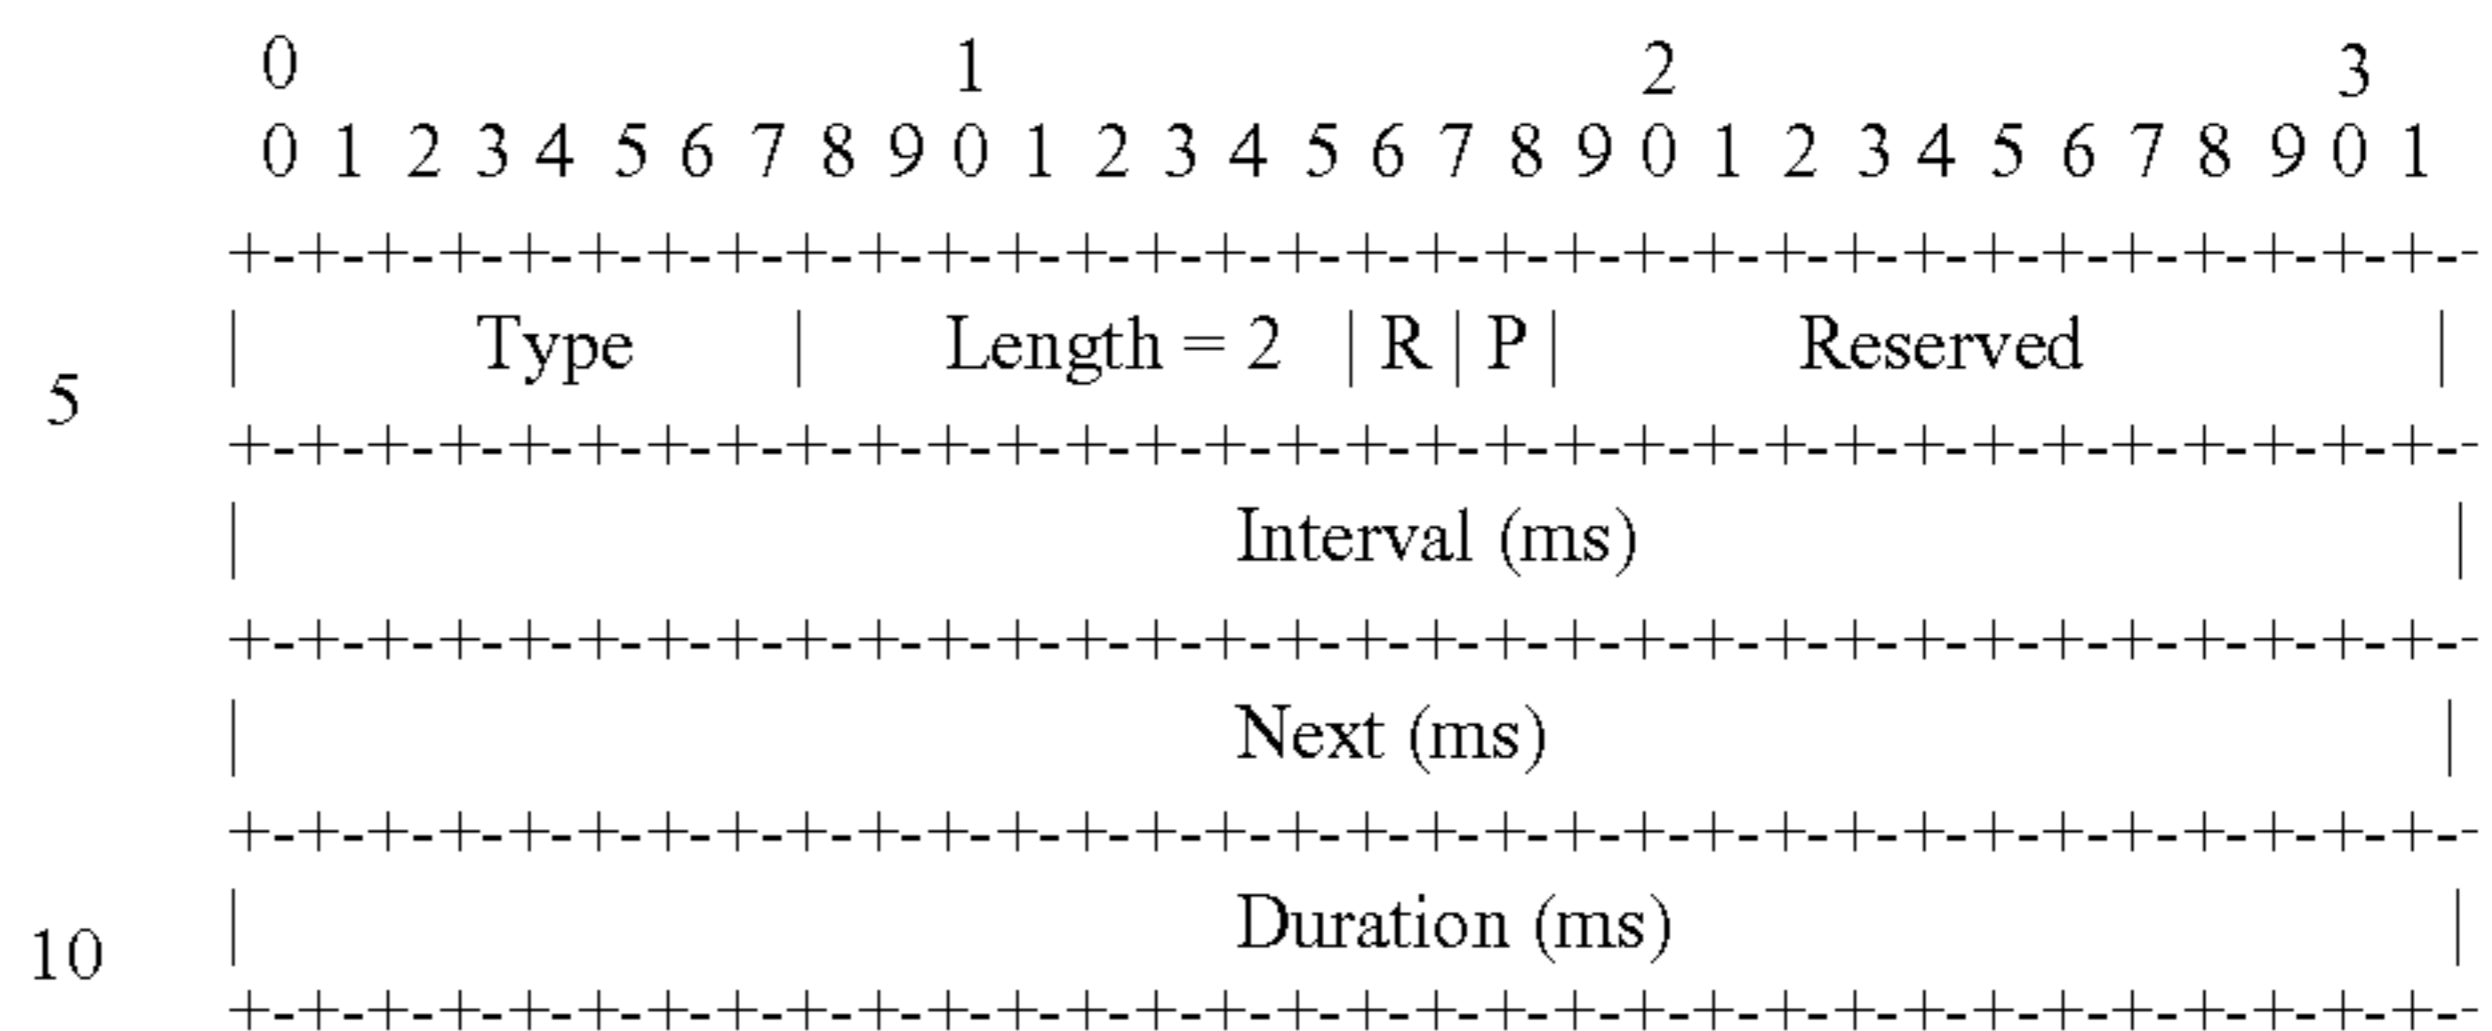 0 1 2 3
0 1 2 3 4 5 6 7 8 9 0 1 2 3 4 5 6 7 8 9 0 1 2 3 4 5 6 7 8 9 0 1
+-+-+-+-+-+-+-+-+-+-+-+-+-+-+-+-+-+-+-+-+-+-+-+-+-+-+-+-+-+-+-+-+-
| Type | Length = 2 | R | P | Reserved |
5
+-+-+-+-+-+-+-+-+-+-+-+-+-+-+-+-+-+-+-+-+-+-+-+-+-+-+-+-+-+-+-+-+-
| Interval (ms) |
+-+-+-+-+-+-+-+-+-+-+-+-+-+-+-+-+-+-+-+-+-+-+-+-+-+-+-+-+-+-+-+-+-
| Next (ms) |
+-+-+-+-+-+-+-+-+-+-+-+-+-+-+-+-+-+-+-+-+-+-+-+-+-+-+-+-+-+-+-+-+-
10 | Duration (ms) |
+-+-+-+-+-+-+-+-+-+-+-+-+-+-+-+-+-+-+-+-+-+-+-+-+-+-+-+-+-+-+-+-+-